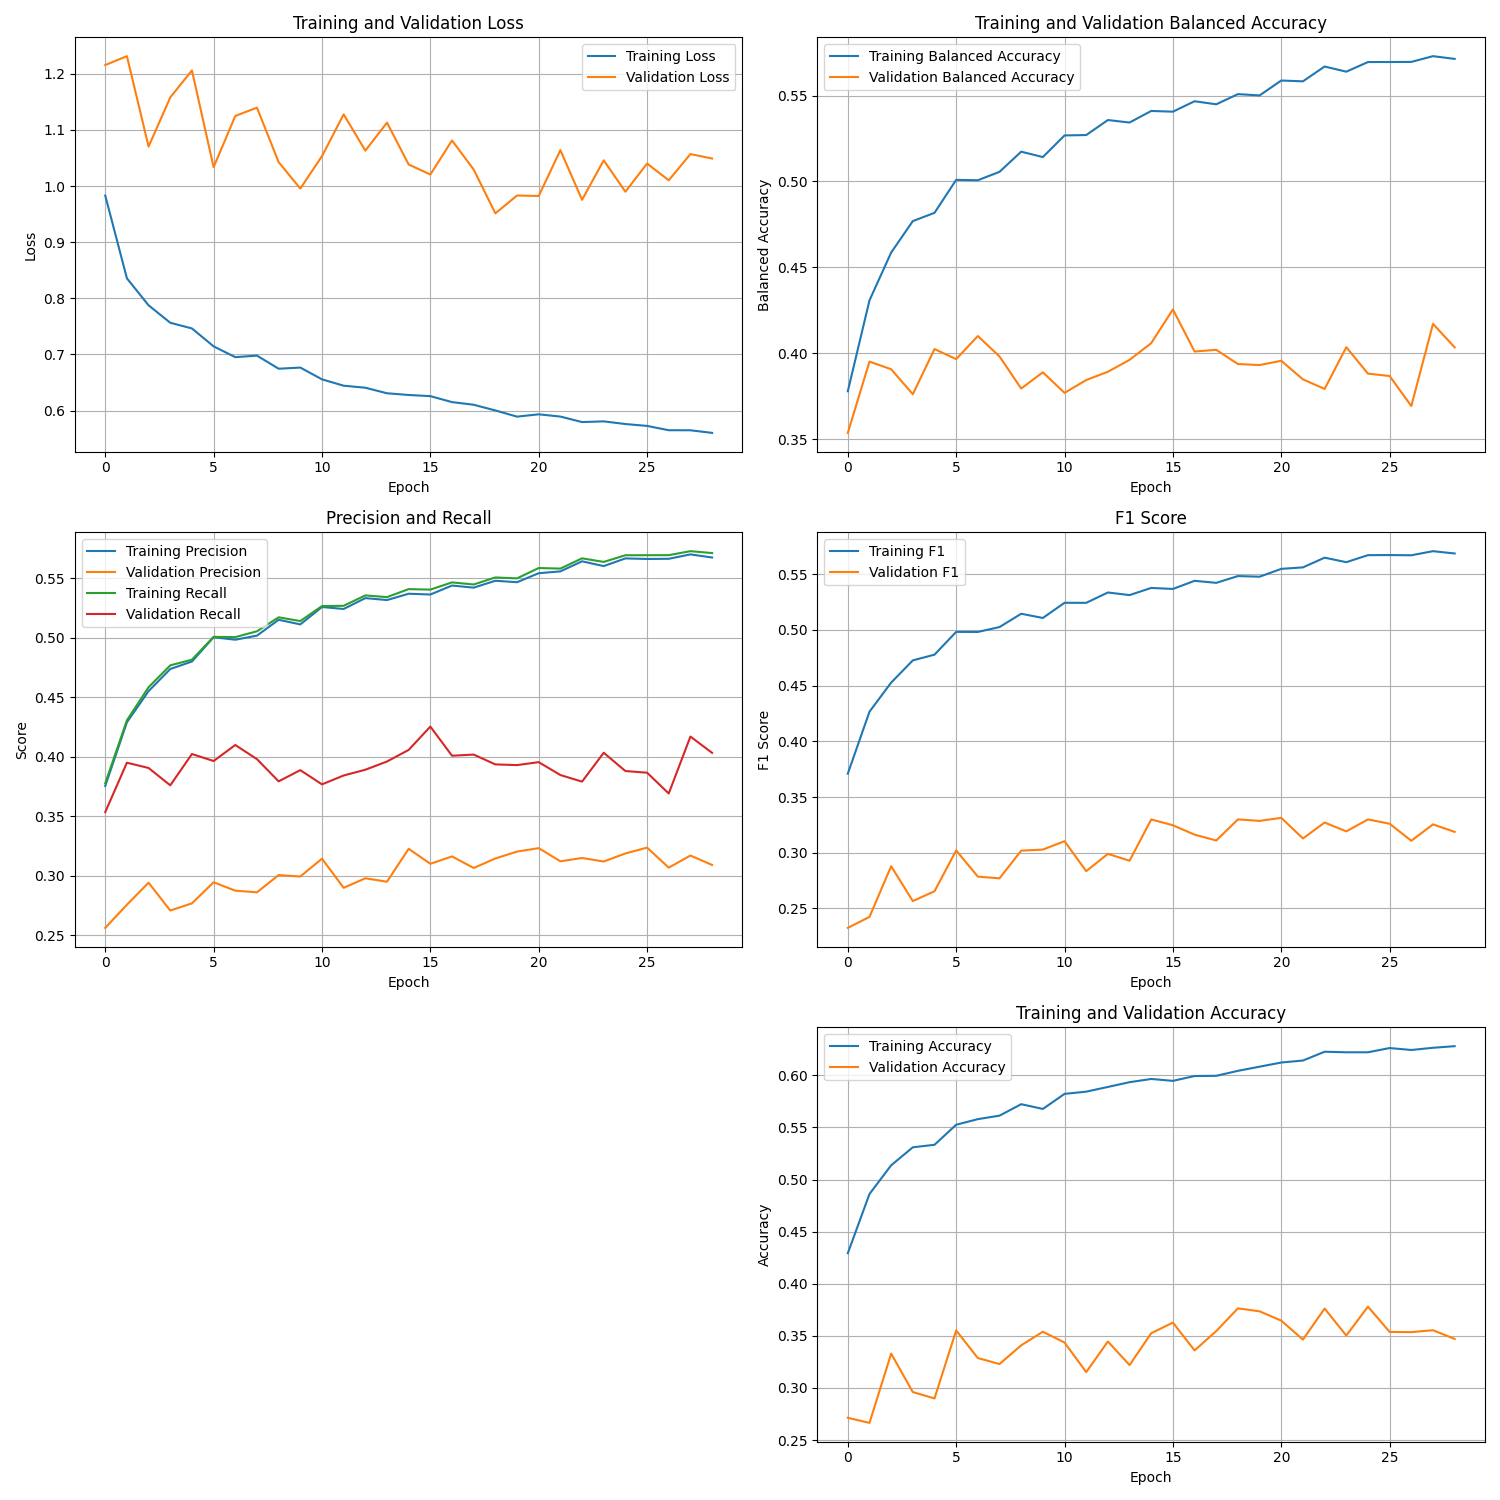 Training and Validation Loss
Training Loss
Validation Loss
1.2
1.1
1.0
0.9
0.8
0.7
0.6
Loss
0 5 10 15 20 25
Epoch
Training and Validation Balanced Accuracy
Training Balanced Accuracy
Validation Balanced Accuracy
0.55
0.50
0.45
0.40
0.35
Balanced Accuracy
0 5 10 15 20 25
Epoch
Precision and Recall
Training Precision
Validation Precision
Training Recall
Validation Recall
0.55
0.50
0.45
0.40
0.35
0.30
0.25
Score
0 5 10 15 20 25
Epoch
F1 Score
Training F1
Validation F1
0.55
0.50
0.45
0.40
0.35
0.30
0.25
F1 Score
0 5 10 15 20 25
Epoch
Training and Validation Accuracy
Training Accuracy
Validation Accuracy
0.60
0.55
0.50
0.45
0.40
0.35
0.30
0.25
Accuracy
0 5 10 15 20 25
Epoch